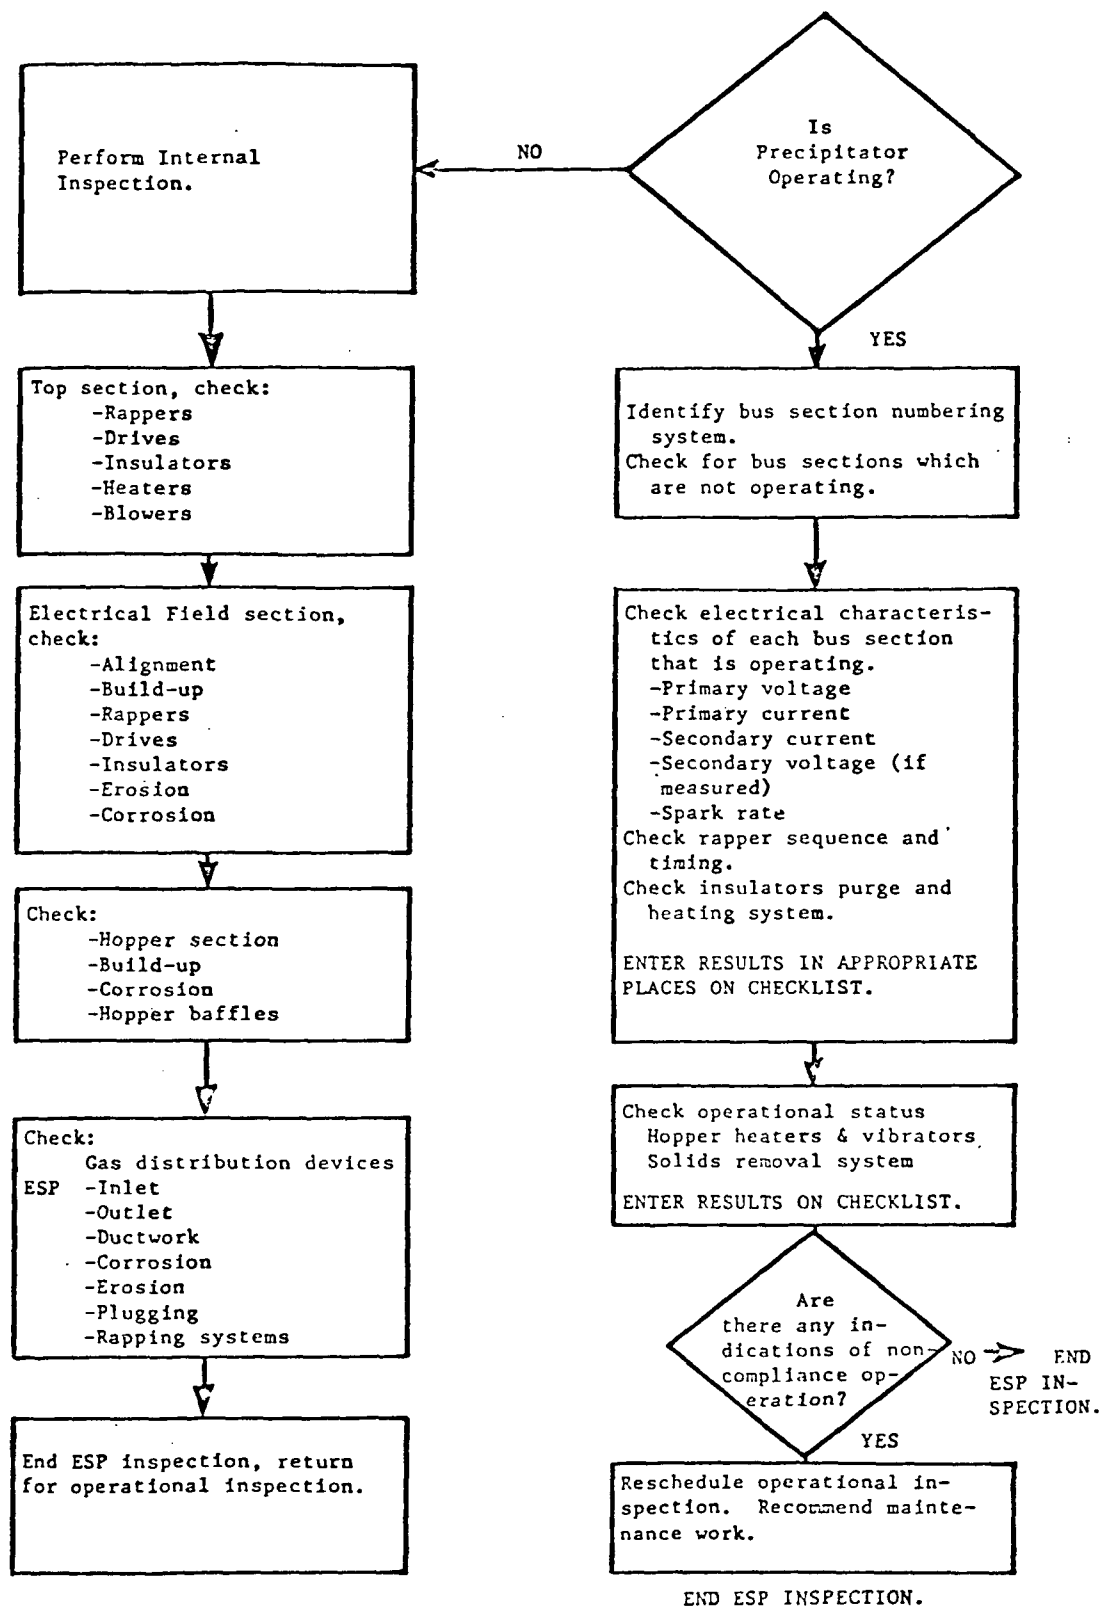 Is
Precipitator
Operating?
NO
Perform Internal
Inspection.
YES
Top section, check:
-Rappers
-Drives
-Insulators
-Heaters
-Blowers
Electrical Field section,
check:
-Alignment
-Build-up
-Rappers
-Drives
-Insulators
-Erosion
-Corrosion
Check:
-Hopper section
-Build-up
-Corrosion
-Hopper baffles
Check:
Gas distribution devices
ESP -Inlet
-Outlet
-Ductwork
-Corrosion
-Erosion
-Plugging
-Rapping systems
End ESP inspection, return
for operational inspection.
Identify bus section numbering
system.
Check for bus sections which
are not operating.
Check electrical characteris-
tics of each bus section
that is operating.
-Primary voltage
-Primary current
-Secondary current
-Secondary voltage (if
measured)
-Spark rate
Check rapper sequence and
timing.
Check insulators purge and
heating system.
ENTER RESULTS IN APPROPRIATE
PLACES ON CHECKLIST.
Check operational status
Hopper heaters & vibrators
Solids removal system
ENTER RESULTS ON CHECKLIST.
Are
there any in-
dications of non-
compliance op-
eration?
NO
END
ESP IN-
SPECTION.
YES
Reschedule operational in-
spection. Recommend mainte-
nance work.
END ESP INSPECTION.